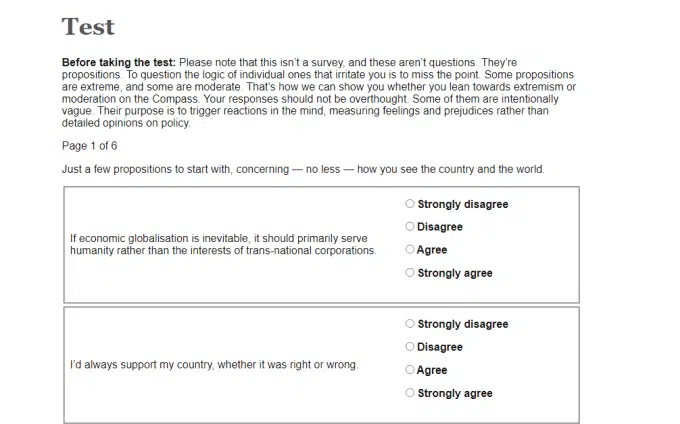 Test
Before taking the test: Please note that this isn't a survey, and these aren't questions. They're
propositions. To question the logic of individual ones that irritate you is to miss the point. Some propositions
are extreme, and some are moderate. That's how we can show you whether you lean towards extremism or
moderation on the Compass. Your responses should not be overthought. Some of them are intentionally
vague. Their purpose is to trigger reactions in the mind, measuring feelings and prejudices rather than
detailed opinions on policy.
Page 1 of 6
Just a few propositions to start with, concerning — no less — how you see the country and the world.
If economic globalisation is inevitable, it should primarily serve
humanity rather than the interests of trans-national corporations.
Strongly disagree
Disagree
Agree
Strongly agree
I'd always support my country, whether it was right or wrong.
Strongly disagree
Disagree
Agree
Strongly agree